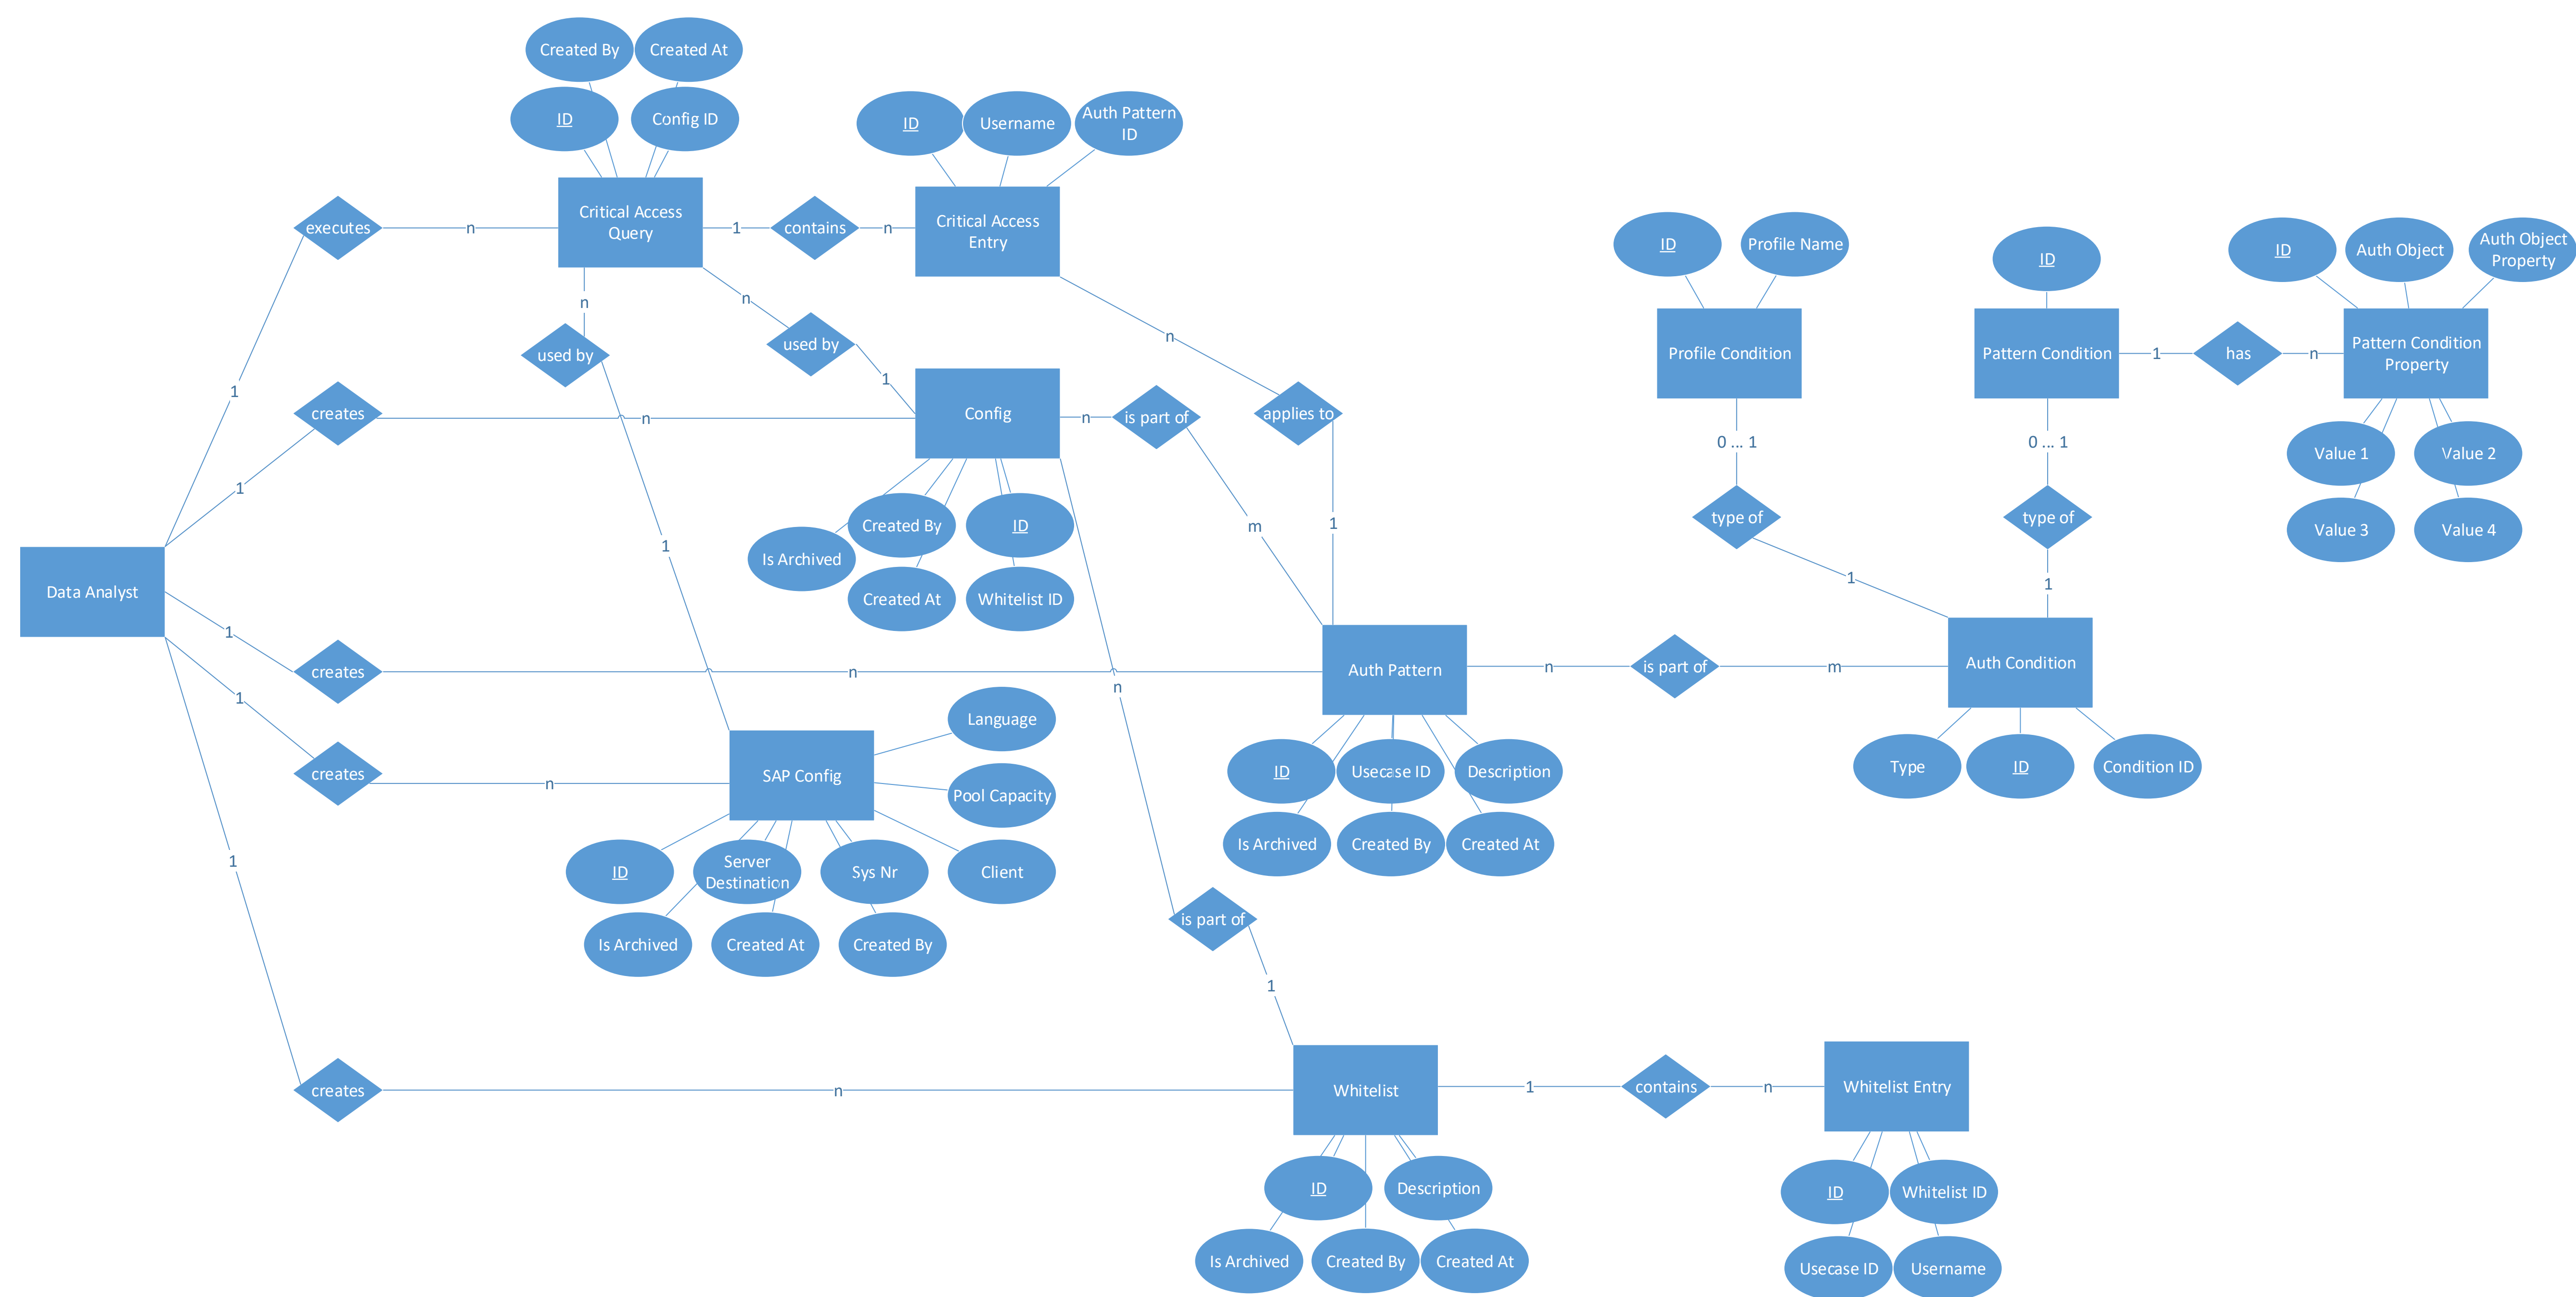 Created By
Created At
ID
Config ID
ID
Username
Auth Pattern
ID
Critical Access
Query
Critical Access
Entry
executes
n
1
contains
n
ID
Profile Name
ID
ID
Auth Object
Auth Object
Property
n
used by
n
used by
1
n
applies to
1
Profile Condition
Pattern Condition
1
has
n
Pattern Condition
Property
1
creates
n
1
Config
n
is part of
m
0 ... 1
0 ... 1
Value 1
Value 2
Value 3
Value 4
type of
type of
1
1
Is Archived
Created By
ID
Created At
Whitelist ID
1
Data Analyst
1
creates
n
Auth Pattern
n
is part of
m
Auth Condition
1
creates
n
SAP Config
Language
Pool Capacity
Client
ID
Server
Destination
Sys Nr
Is Archived
Created At
Created By
n
is part of
1
ID
Usecase ID
Description
Is Archived
Created By
Created At
Type
ID
Condition ID
1
creates
n
Whitelist
1
contains
n
Whitelist Entry
ID
Description
Is Archived
Created By
Created At
ID
Whitelist ID
Usecase ID
Username